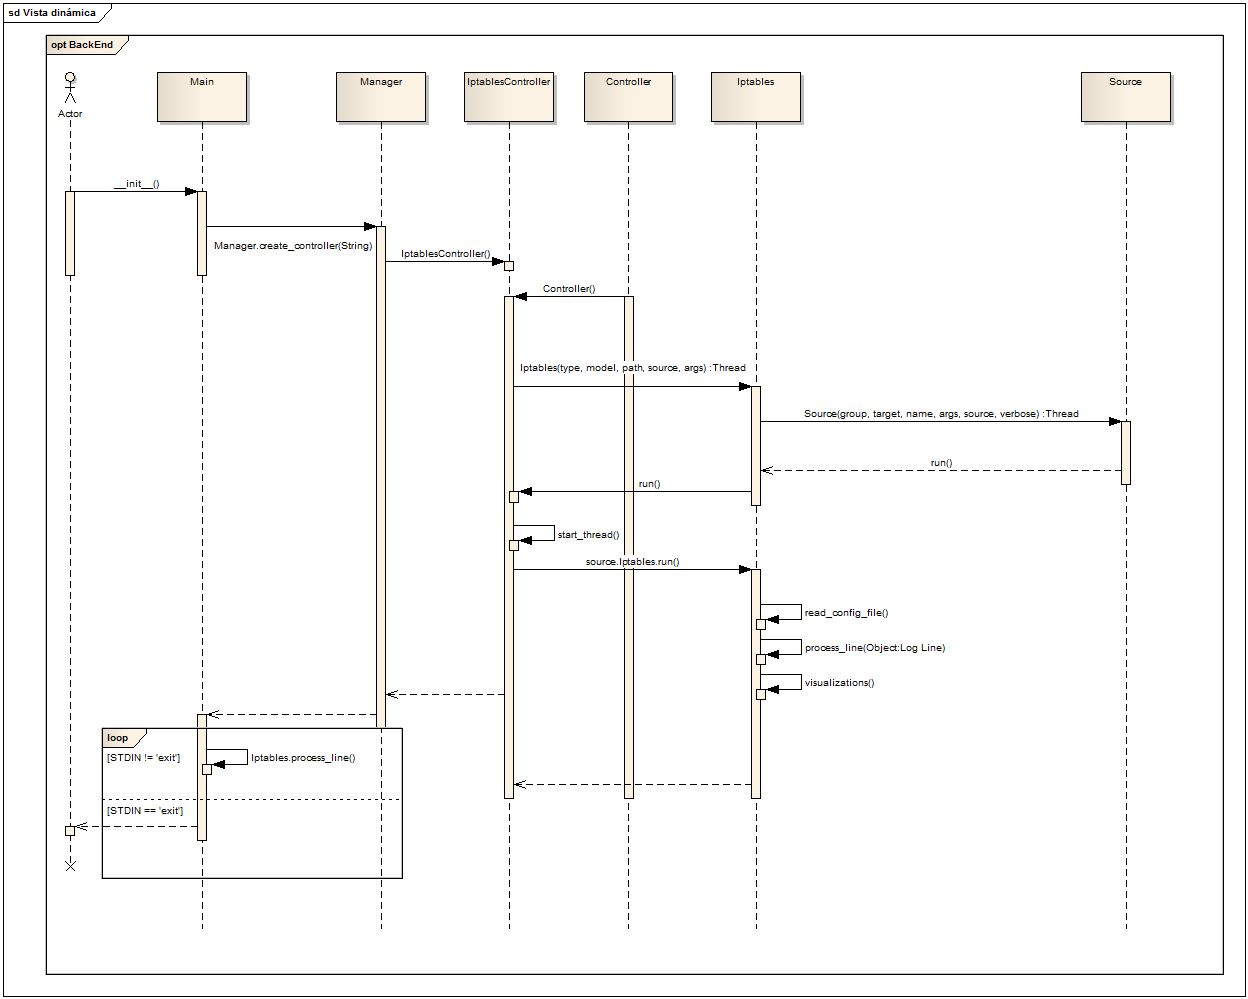 sd Vista dinámica
opt BackEnd
Actor
Main
Manager
IptablesController
Controller
Iptables
Source
__init__()
Manager.create_controller(String)
IptablesController()
Controller()
Iptables(type, model, path, source, args) :Thread
Source(group, target, name, args, source, verbose) :Thread
run()
run()
start_thread()
source.Iptables.run()
read_config_file()
process_line(Object:Log Line)
visualizations()
loop
[STDIN != 'exit']
Iptables.process_line()
[STDIN == 'exit']